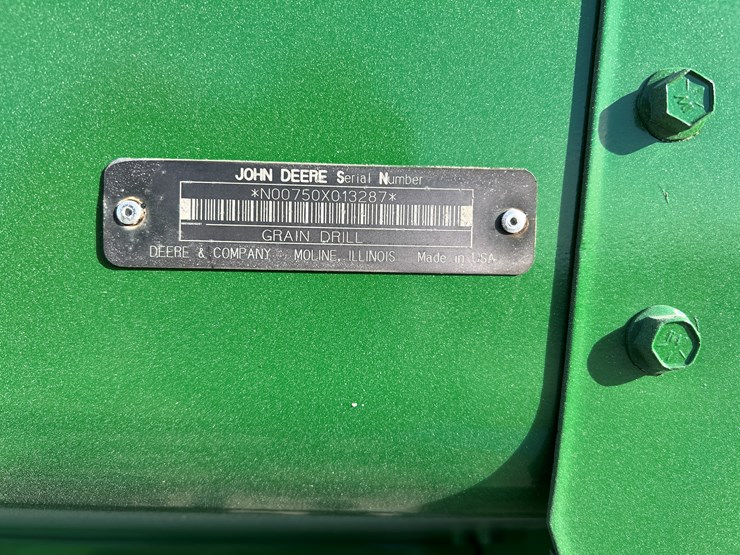 JOHN DEERE Serial Number
*N00750X013287*
GRAIN DRILL
DEERE & COMPANY MOLINE, ILLINOIS Made in USA